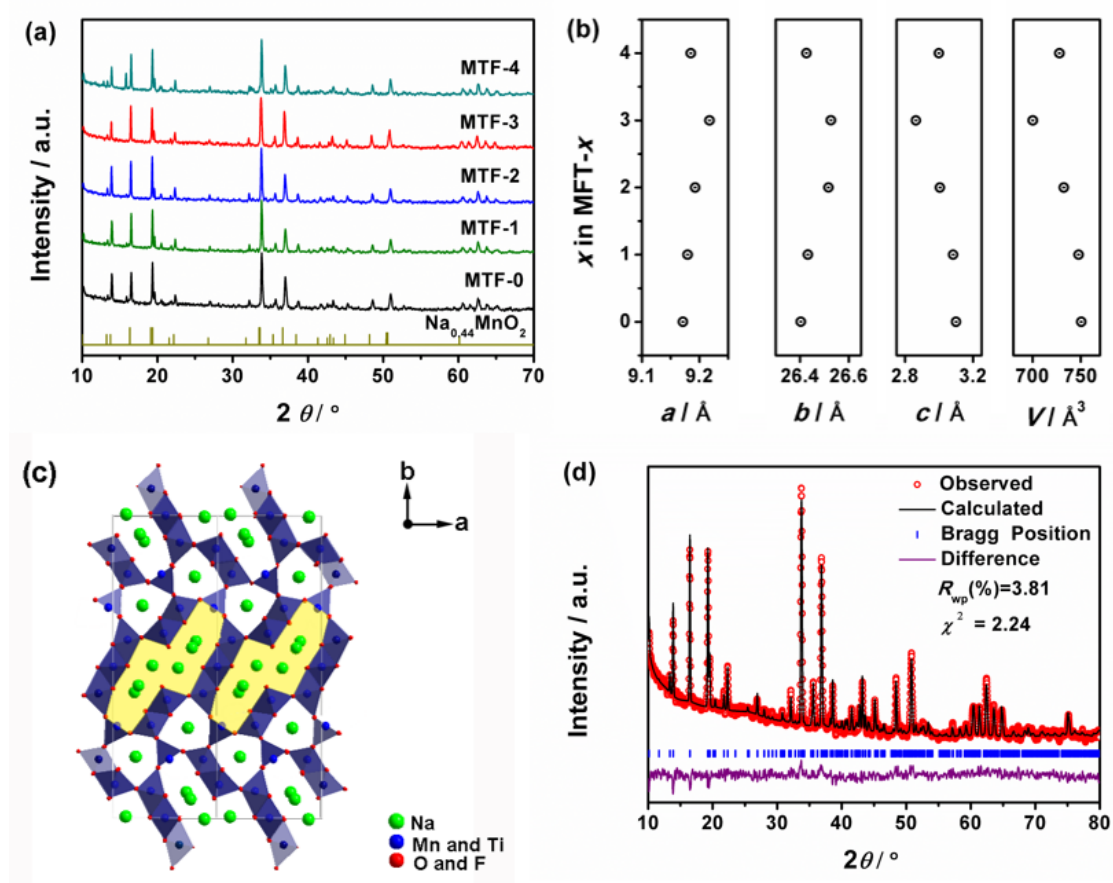 (a)
Intensity / a.u.
MTF-4
MTF-3
MTF-2
MTF-1
MTF-0
Na0.44MnO2
10 20 30 40 50 60 70
2 θ / °
(b)
x in MFT-x
4
3
2
1
0
9.1 9.2 26.4 26.6 2.8 3.2 700 750
a / Å b / Å c / Å V / Å3
(c)
b
a
Na
Mn and Ti
O and F
(d)
Intensity / a.u.
Observed
Calculated
Bragg Position
Difference
Rwp(%)=3.81
χ2 = 2.24
10 20 30 40 50 60 70 80
2θ / °